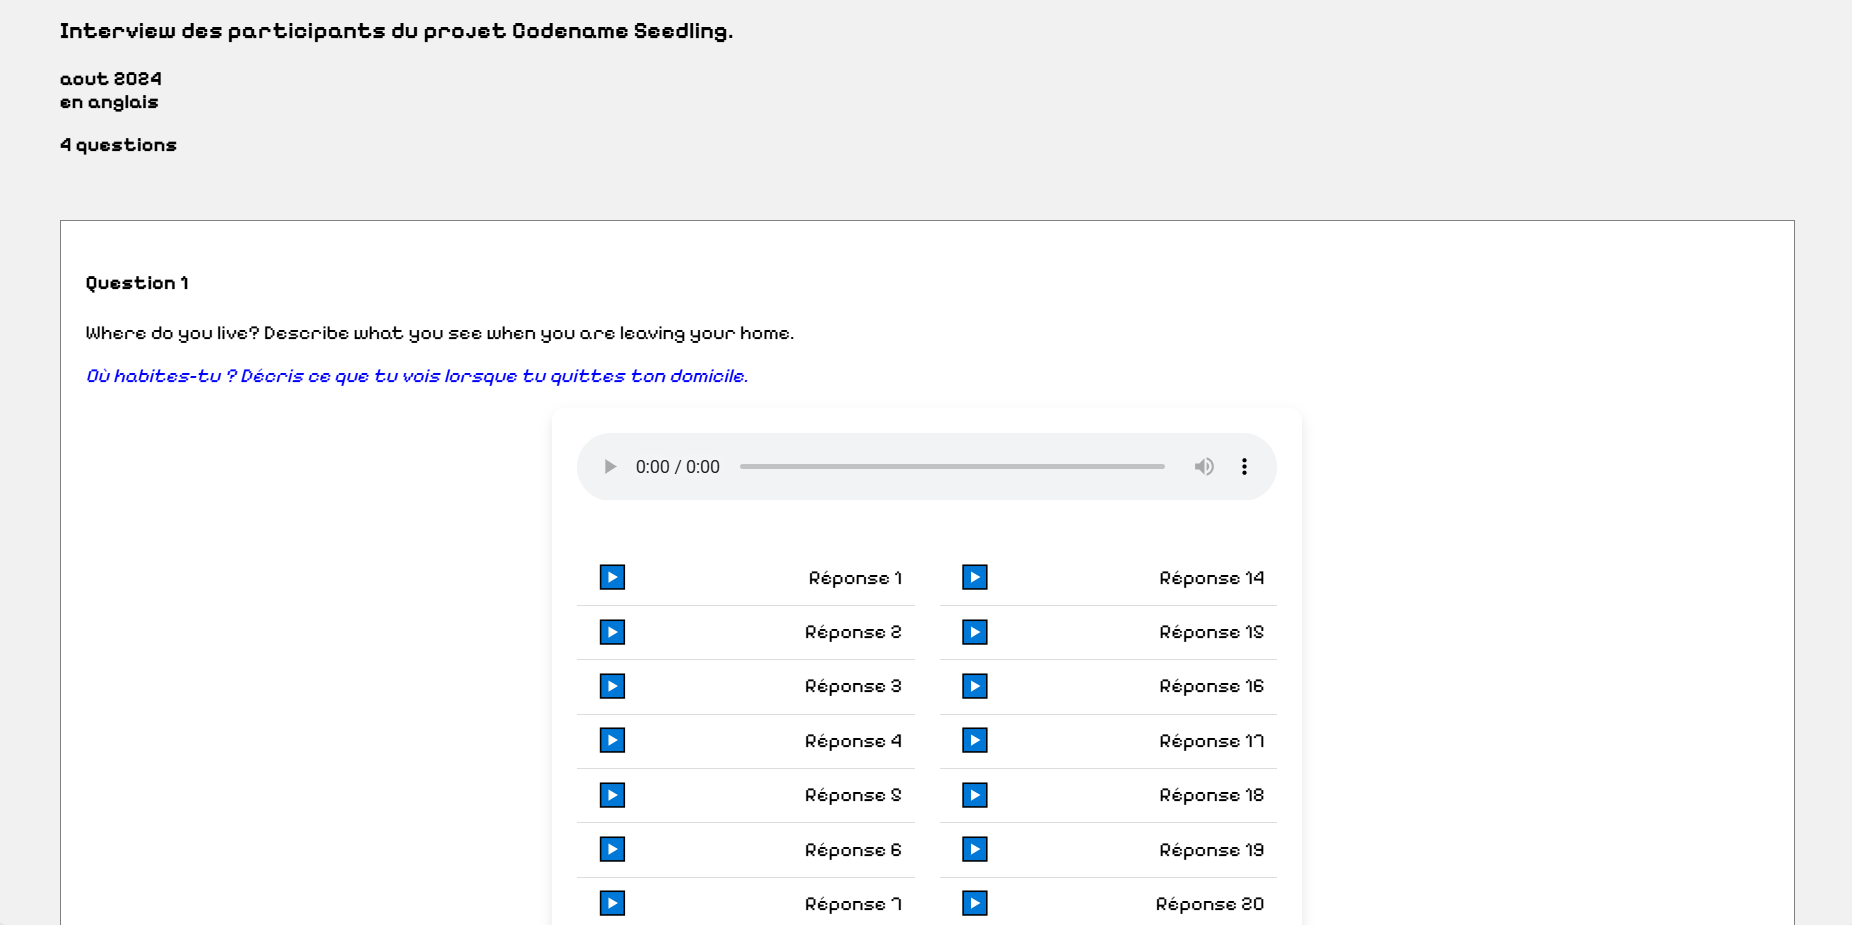 Interview des participants du projet Codename Seedling.
aout 2024
en anglais
4 questions
Question 1
Where do you live? Describe what you see when you are leaving your home.
Où habites-tu ? Décris ce que tu vois lorsque tu quittes ton domicile.
0:00 / 0:00
Réponse 1
Réponse 2
Réponse 3
Réponse 4
Réponse 5
Réponse 6
Réponse 7
Réponse 14
Réponse 15
Réponse 16
Réponse 17
Réponse 18
Réponse 19
Réponse 20